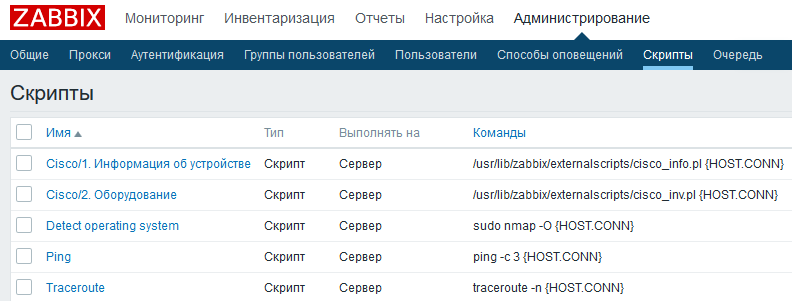 ZABBIX Мониторинг Инвентаризация Отчеты Настройка Администрирование
Общие Прокси Аутентификация Группы пользователей Пользователи Способы оповещений Скрипты Очередь
Скрипты
Имя Тип Выполнять на Команды
Cisco/1. Информация об устройстве Скрипт Сервер /usr/lib/zabbix/externalscripts/cisco_info.pl {HOST.CONN}
Cisco/2. Оборудование Скрипт Сервер /usr/lib/zabbix/externalscripts/cisco_inv.pl {HOST.CONN}
Detect operating system Скрипт Сервер sudo nmap -O {HOST.CONN}
Ping Скрипт Сервер ping -c 3 {HOST.CONN}
Traceroute Скрипт Сервер traceroute -n {HOST.CONN}